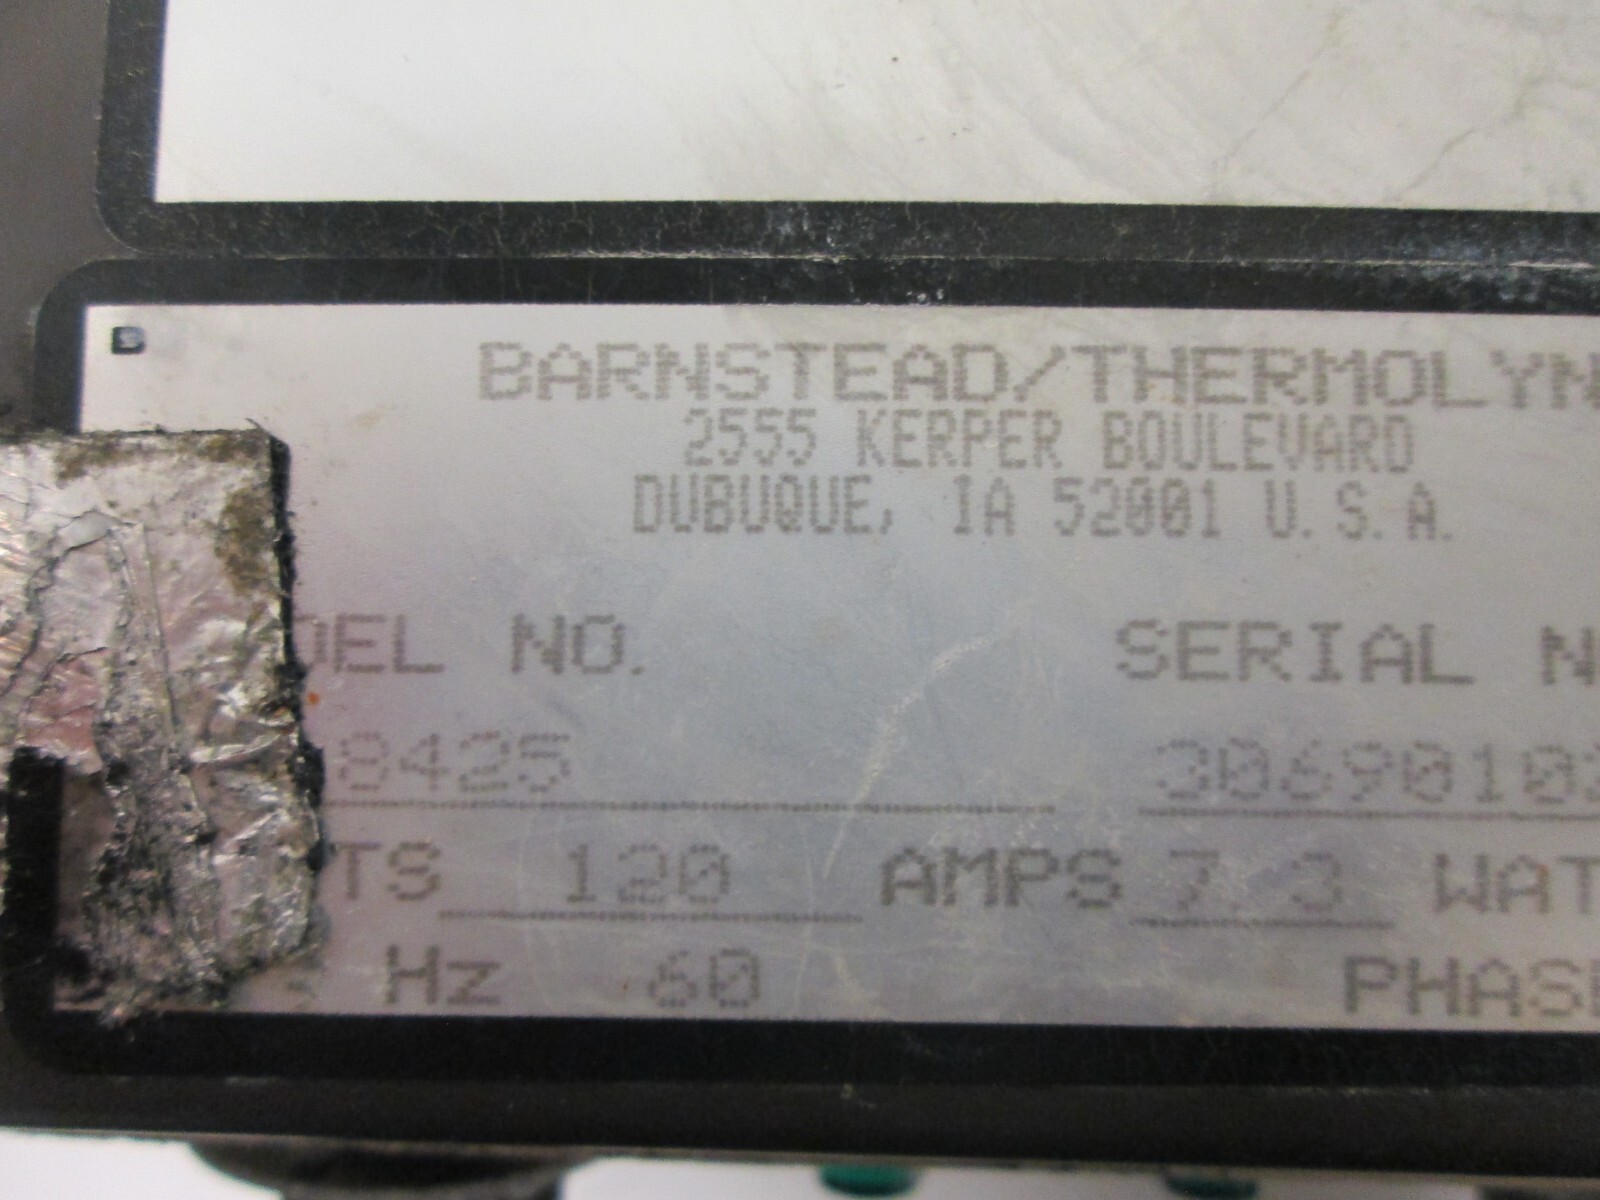 BARNSTEAD/THERMOLYN
2555 KERPER BOULEVARD
DUBUQUE, IA 52001 U.S.A.
DEL NO. SERIAL N
8425 30690102
TS 120 AMPS 7.3 WAT
Hz 60 PHASE